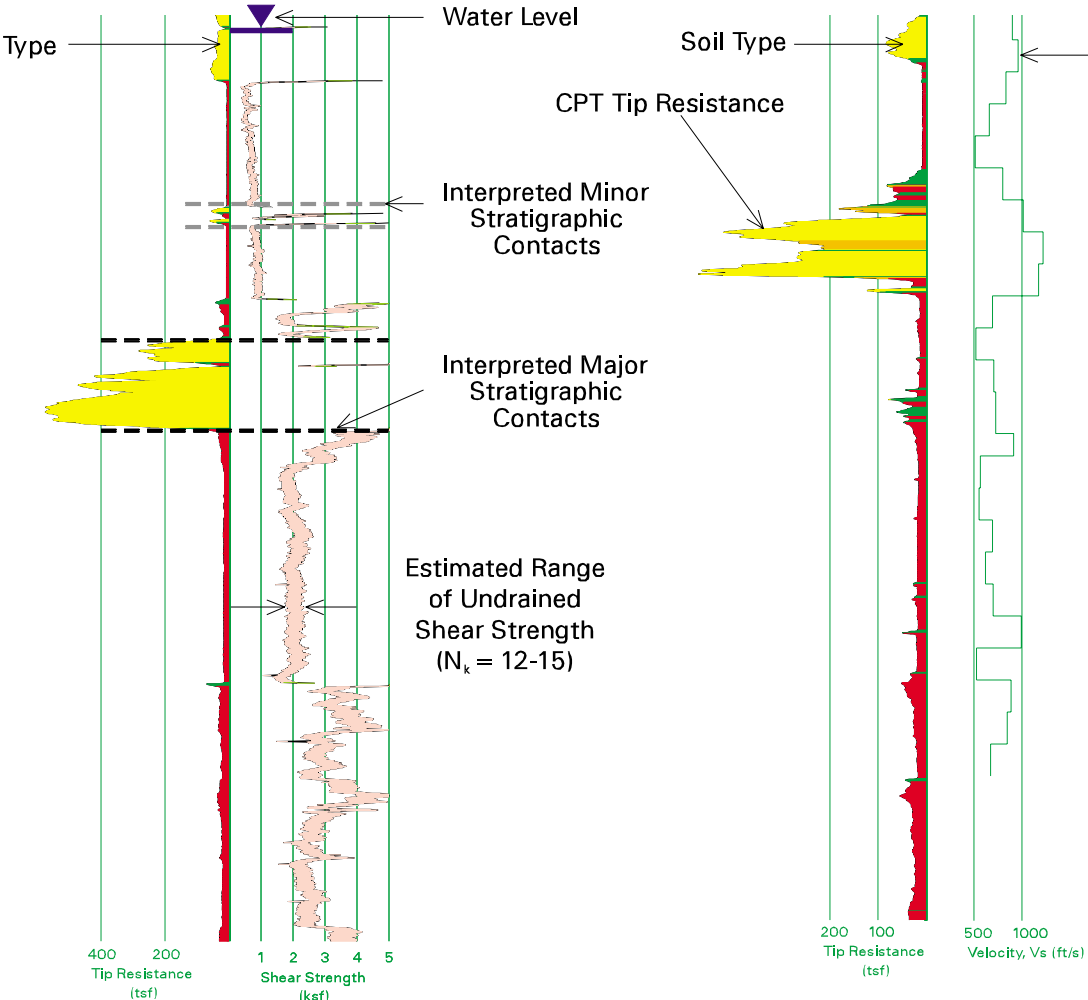 Water Level
Type
Soil Type
CPT Tip Resistance
Interpreted Minor
Stratigraphic
Contacts
Interpreted Major
Stratigraphic
Contacts
Estimated Range
of Undrained
Shear Strength
(Nk = 12-15)
400 200
Tip Resistance
(tsf)
1 2 3 4 5
Shear Strength
(ksf)
200 100
Tip Resistance
(tsf)
500 1000
Velocity, Vs (ft/s)